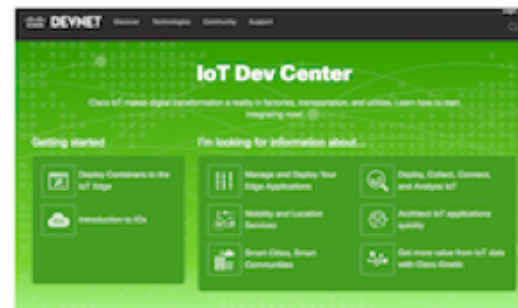 CISCO DEVNET Discover Technologies Community Support
IoT Dev Center
Cisco IoT makes digital transformation a reality in factories, transportation, and utilities. Learn how to start
integrating now!
Getting started
I'm looking for information about...
Deploy Containers to the
IoT Edge
Introduction to IOx
Manage and Deploy Your
Edge Applications
Mobility and Location
Services
Smart Cities, Smart
Communities
Deploy, Collect, Connect,
and Analyze IoT
Architect IoT applications
quickly
Get more value from IoT data
with Cisco Kinetic